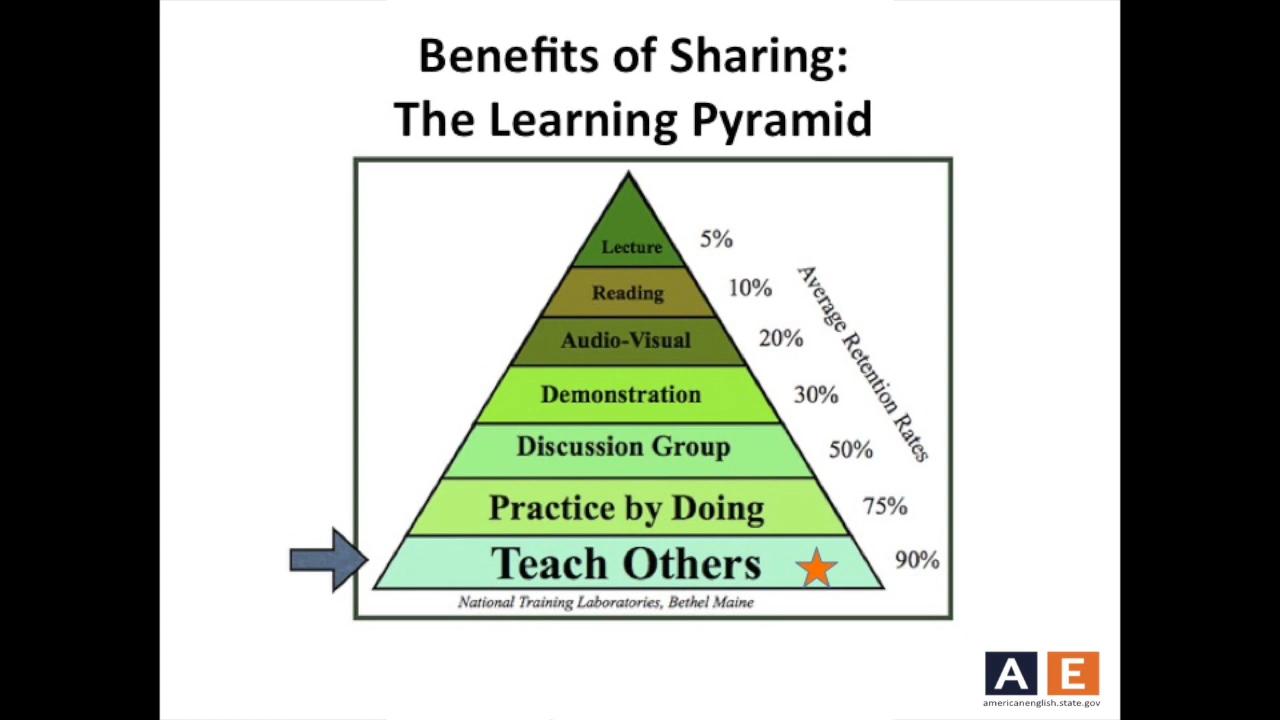 Benefits of Sharing:
The Learning Pyramid
Lecture 5%
Reading 10%
Audio-Visual 20%
Demonstration 30%
Discussion Group 50%
Practice by Doing 75%
Teach Others 90%
Average Retention Rates
National Training Laboratories, Bethel Maine
A E
americanenglish.state.gov